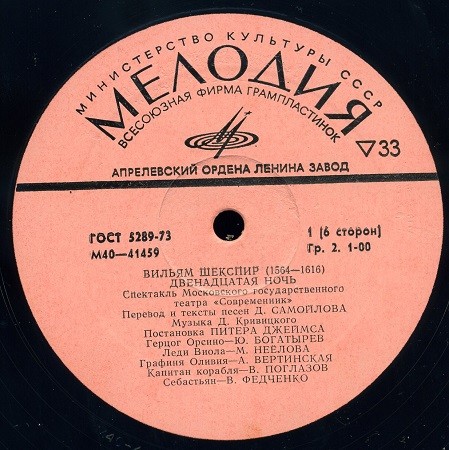 МИНИСТЕРСТВО КУЛЬТУРЫ СССР
МЕЛОДИЯ
ВСЕСОЮЗНАЯ ФИРМА ГРАМПЛАСТИНОК
33
АПРЕЛЕВСКИЙ ОРДЕНА ЛЕНИНА ЗАВОД
ГОСТ 5289-73
М40—41459
1 (6 сторон)
Гр. 2. 1-00
ВИЛЬЯМ ШЕКСПИР (1564—1616)
ДВЕНАДЦАТАЯ НОЧЬ
Спектакль Московского государственного
театра «Современник»
Перевод и тексты песен Д. САМОЙЛОВА
Музыка Д. Кривицкого
Постановка ПИТЕРА ДЖЕЙМСА
Герцог Орсино—Ю. БОГАТЫРЕВ
Леди Виола—М. НЕЕЛОВА
Графиня Оливия—А. ВЕРТИНСКАЯ
Капитан корабля—В. ПОГЛАЗОВ
Себастьян—В. ФЕДЧЕНКО